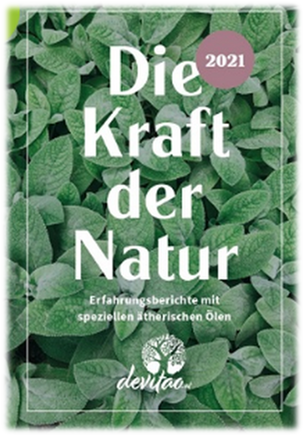 Die
2021
Kraft
der
Natur
Erfahrungsberichte mit
speziellen ätherischen Ölen
devitao